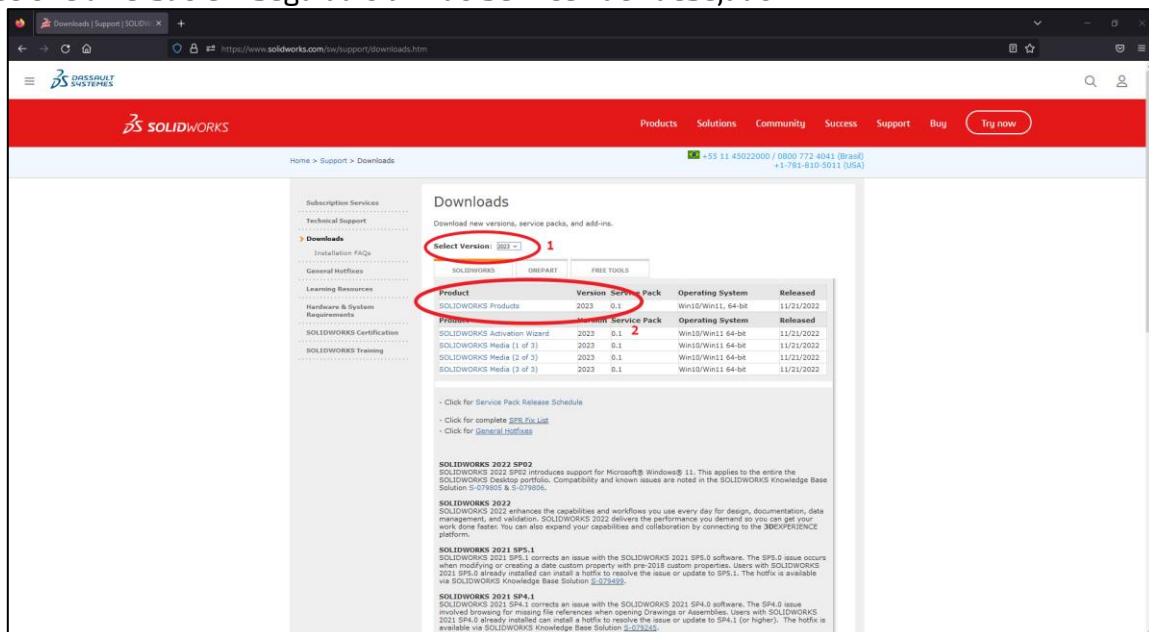 Downloads | Support | SOLIDW
https://www.solidworks.com/sw/support/downloads.htm
DASSAULT
SYSTEMES
SOLIDWORKS
Products Solutions Community Success Support Buy Try now
Home > Support > Downloads
+55 11 45022000 / 0800 772 4041 (Brasil)
+1-781-810-5011 (USA)
Subscription Services
Technical Support
Downloads
Installation FAQs
General Hotfixes
Learning Resources
Hardware & System
Requirements
SOLIDWORKS Certification
SOLIDWORKS Training
Downloads
Download new versions, service packs, and add-ins.
Select Version: 2023 1
SOLIDWORKS ONEPART FREE TOOLS
Product Version Service Pack Operating System Released
SOLIDWORKS Products 2023 0.1 Win10/Win11, 64-bit 11/21/2022
Product Version Service Pack Operating System Released
SOLIDWORKS Activation Wizard 2023 0.1 2 Win10/Win11 64-bit 11/21/2022
SOLIDWORKS Media (1 of 3) 2023 0.1 Win10/Win11 64-bit 11/21/2022
SOLIDWORKS Media (2 of 3) 2023 0.1 Win10/Win11 64-bit 11/21/2022
SOLIDWORKS Media (3 of 3) 2023 0.1 Win10/Win11 64-bit 11/21/2022
- Click for Service Pack Release Schedule
- Click for complete SPR Fix List
- Click for General Hotfixes
SOLIDWORKS 2022 SP02
SOLIDWORKS 2022 SP02 introduces support for Microsoft® Windows® 11. This applies to the entire the
SOLIDWORKS Desktop portfolio. Compatibility and known issues are noted in the SOLIDWORKS Knowledge Base
Solution S-079805 & S-079806.
SOLIDWORKS 2022
SOLIDWORKS 2022 enhances the capabilities and workflows you use every day for design, documentation, data
management, and validation. SOLIDWORKS 2022 delivers the performance you demand so you can get your
work done faster. You can also expand your capabilities and collaboration by connecting to the 3DEXPERIENCE
platform.
SOLIDWORKS 2021 SP5.1
SOLIDWORKS 2021 SP5.1 corrects an issue with the SOLIDWORKS 2021 SP5.0 software. The SP5.0 issue occurs
when modifying or creating a date custom property with pre-2018 custom properties. Users with SOLIDWORKS
2021 SP5.0 already installed can install a hotfix to resolve the issue or update to SP5.1. The hotfix is available
via SOLIDWORKS Knowledge Base Solution S-079499.
SOLIDWORKS 2021 SP4.1
SOLIDWORKS 2021 SP4.1 corrects an issue with the SOLIDWORKS 2021 SP4.0 software. The SP4.0 issue
involved browsing for missing file references when opening Drawings or Assemblies. Users with SOLIDWORKS
2021 SP4.0 already installed can install a hotfix to resolve the issue or update to SP4.1 (or higher). The hotfix is
available via SOLIDWORKS Knowledge Base Solution S-079245.